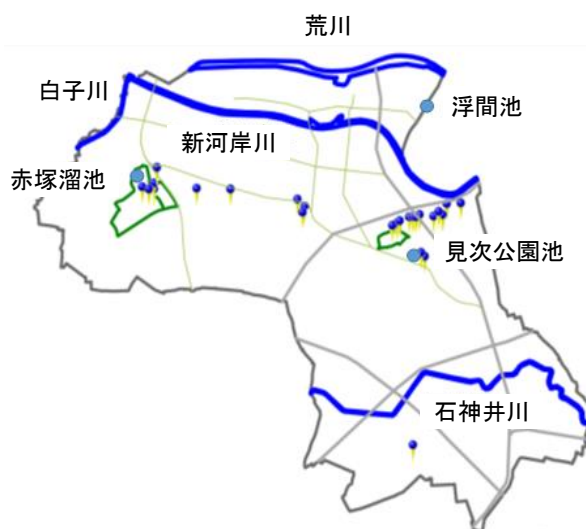 荒川
白子川
浮間池
新河岸川
赤塚溜池
見次公園池
石神井川